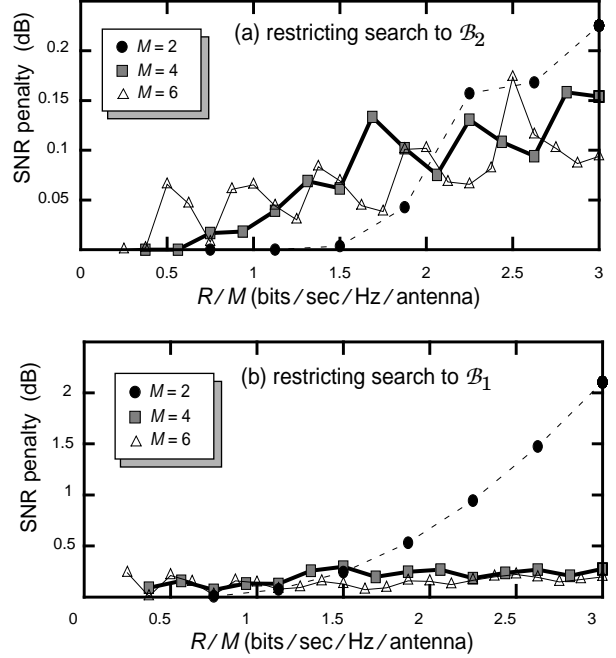 (a) restricting search to ℬ2
SNR penalty (dB)
0.2
0.15
0.1
0.05
M = 2
M = 4
M = 6
0 0.5 1 1.5 2 2.5 3
R / M (bits / sec / Hz / antenna)
(b) restricting search to ℬ1
SNR penalty (dB)
2
1.5
1
0.5
M = 2
M = 4
M = 6
0 0.5 1 1.5 2 2.5 3
R / M (bits / sec / Hz / antenna)